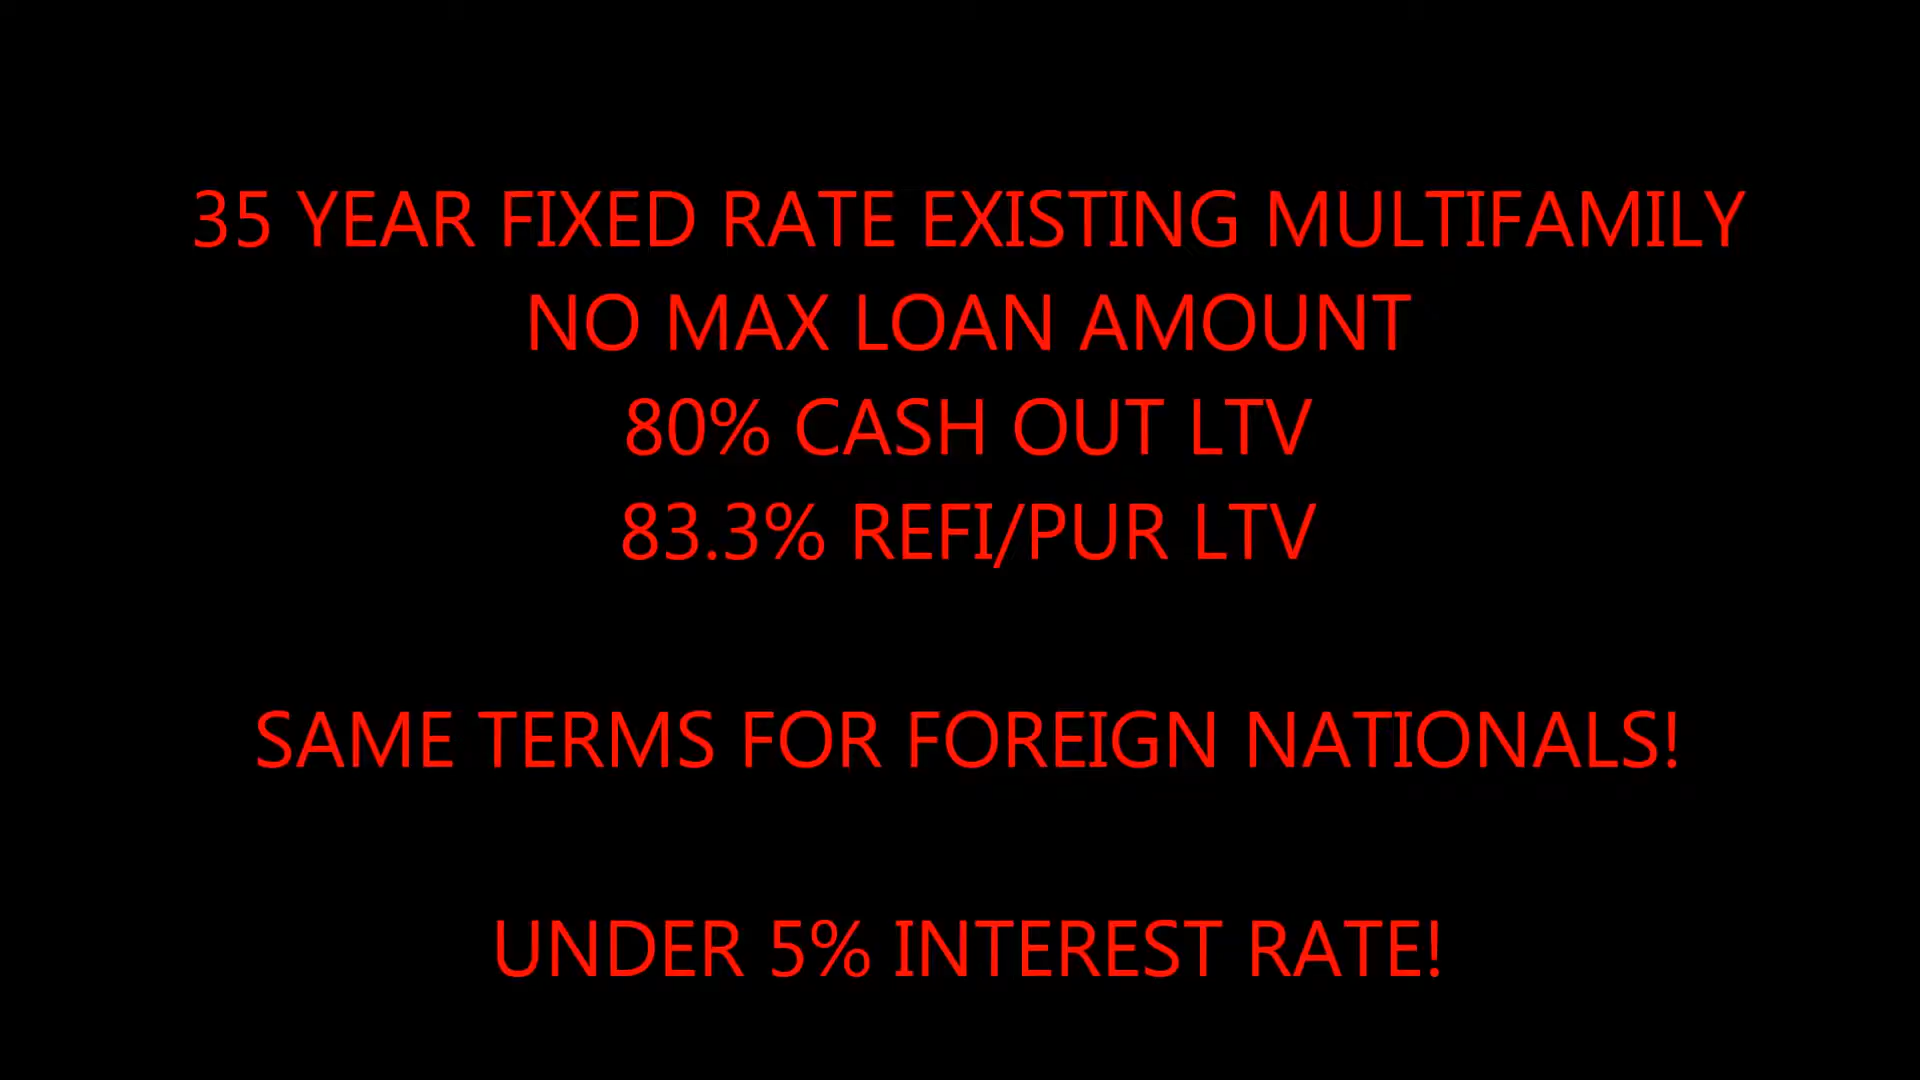 35 YEAR FIXED RATE EXISTING MULTIFAMILY
NO MAX LOAN AMOUNT
80% CASH OUT LTV
83.3% REFI/PUR LTV
SAME TERMS FOR FOREIGN NATIONALS!
UNDER 5% INTEREST RATE!